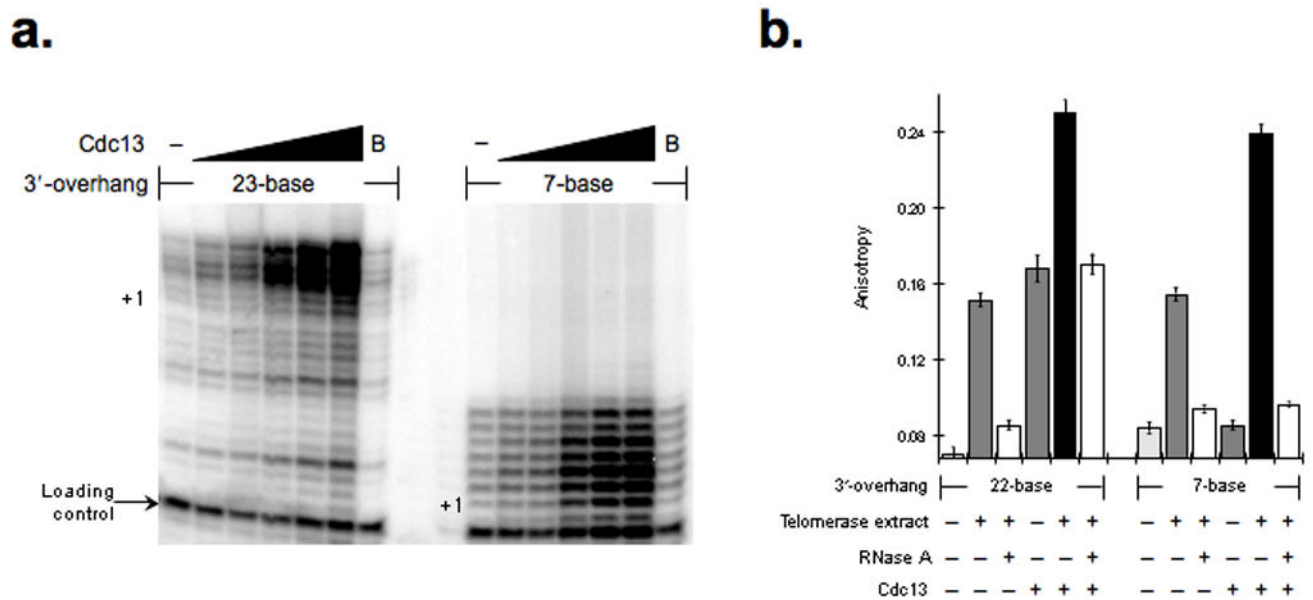 a.
Cdc13 – B – B
3′-overhang 23-base 7-base
+1
Loading control
+1
b.
Anisotropy
0.24
0.20
0.16
0.12
0.08
3′-overhang 22-base 7-base
Telomerase extract – + + – + + – + + – + +
RNase A – – + – – + – – + – – +
Cdc13 – – – + + + – – – + + +